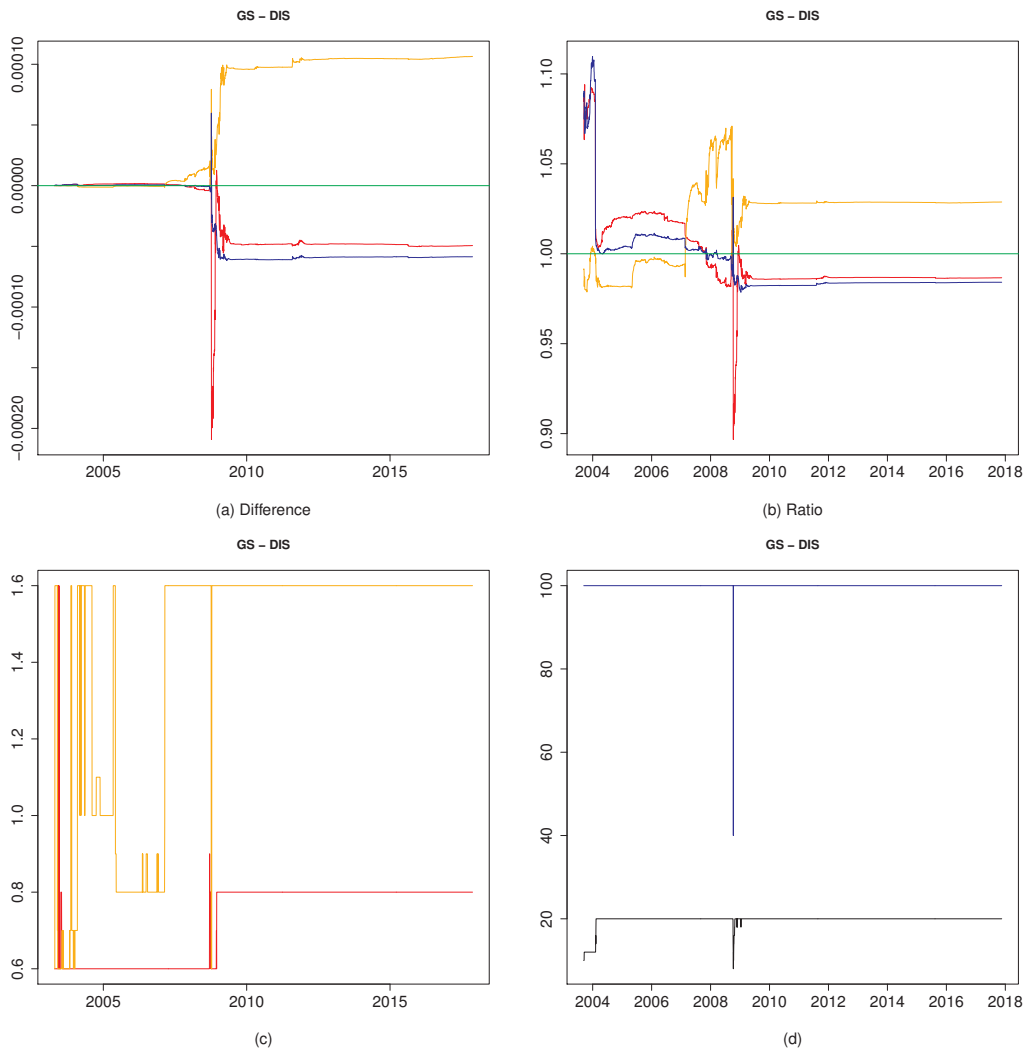 GS – DIS
GS – DIS
0.00010
0.00000
−0.00010
−0.00020
2005 2010 2015
1.10
1.05
1.00
0.95
0.90
2004 2006 2008 2010 2012 2014 2016 2018
(a) Difference
(b) Ratio
GS – DIS
GS – DIS
1.6
1.4
1.2
1.0
0.8
0.6
2005 2010 2015
100
80
60
40
20
2004 2006 2008 2010 2012 2014 2016 2018
(c)
(d)